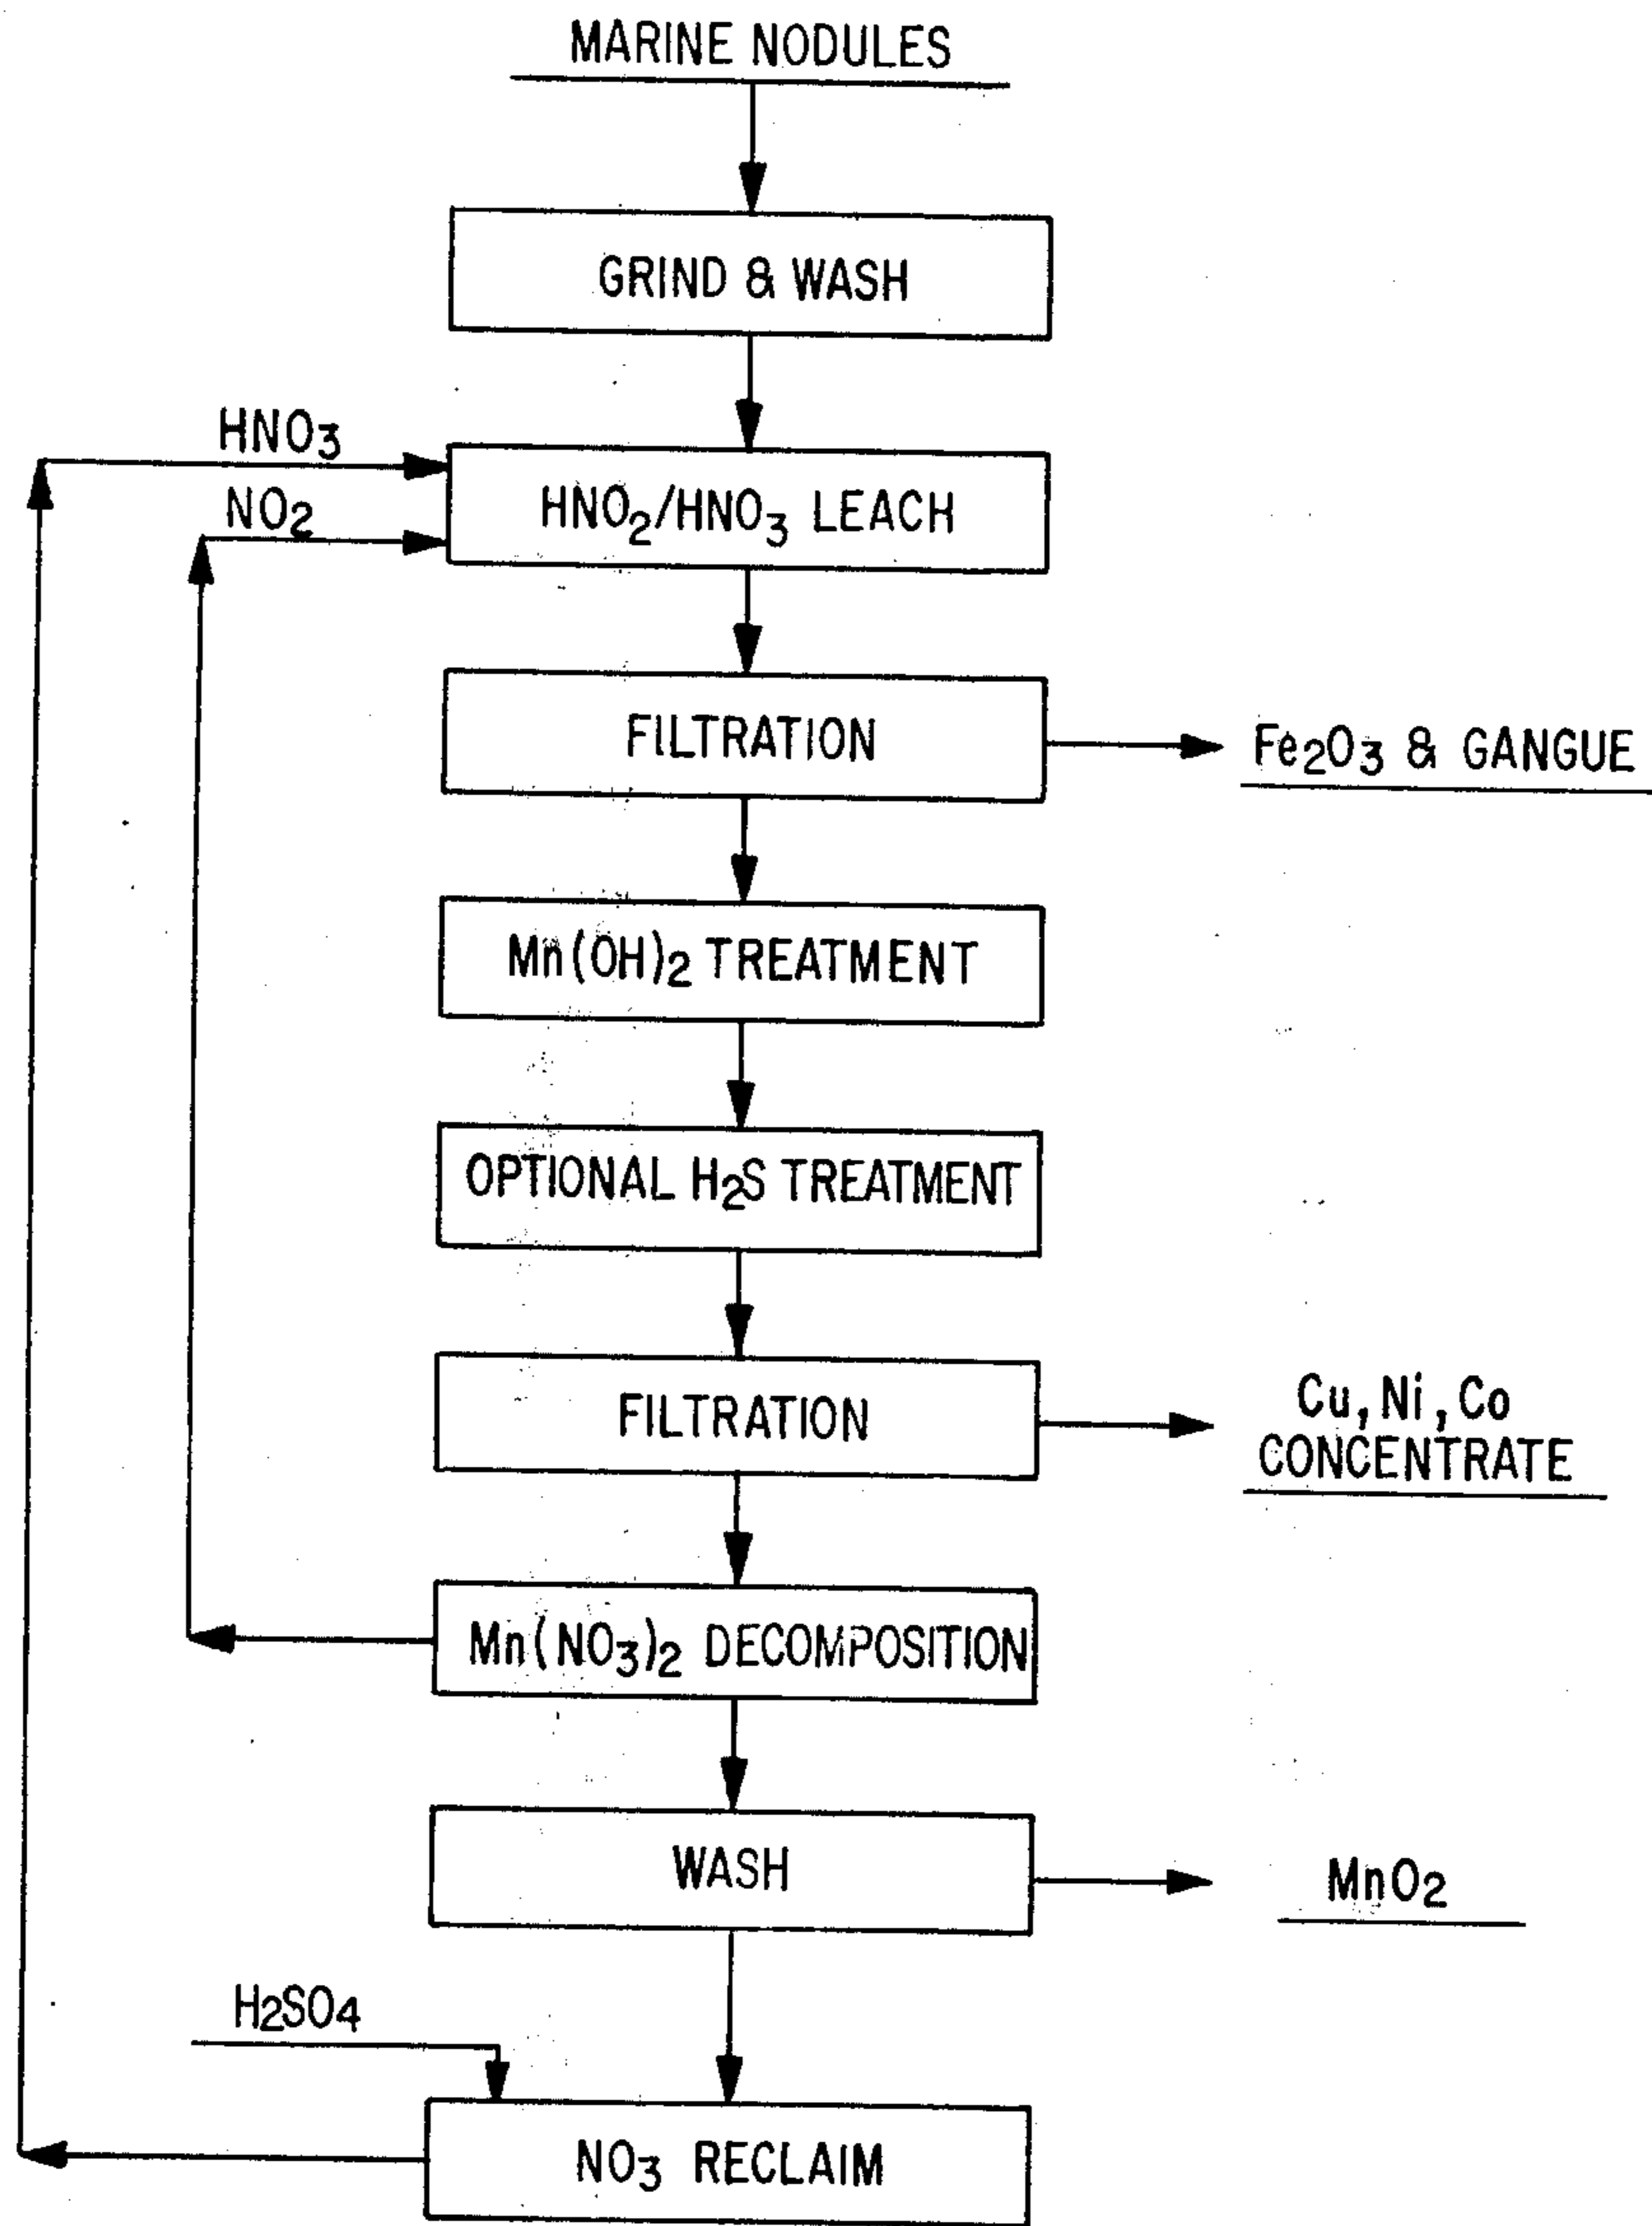 MARINE NODULES
GRIND & WASH
HNO3
NO2
HNO2/HNO3 LEACH
FILTRATION
Fe2O3 & GANGUE
Mn(OH)2 TREATMENT
OPTIONAL H2S TREATMENT
FILTRATION
Cu, Ni, Co
CONCENTRATE
Mn(NO3)2 DECOMPOSITION
WASH
MnO2
H2SO4
NO3 RECLAIM